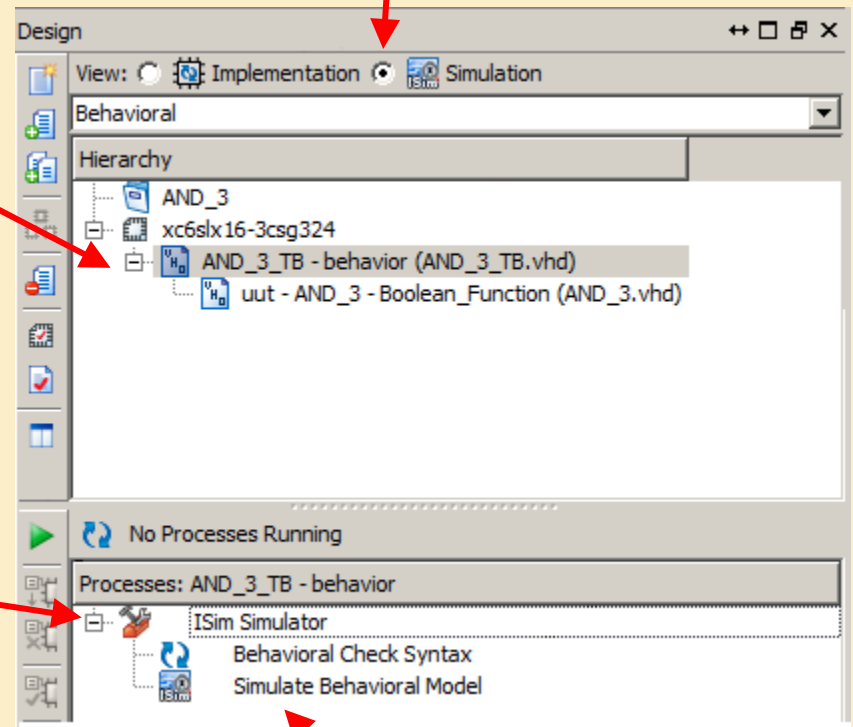 Design
View: Implementation Simulation
Behavioral
Hierarchy
AND_3
xc6slx16-3csg324
AND_3_TB - behavior (AND_3_TB.vhd)
uut - AND_3 - Boolean_Function (AND_3.vhd)
No Processes Running
Processes: AND_3_TB - behavior
ISim Simulator
Behavioral Check Syntax
Simulate Behavioral Model